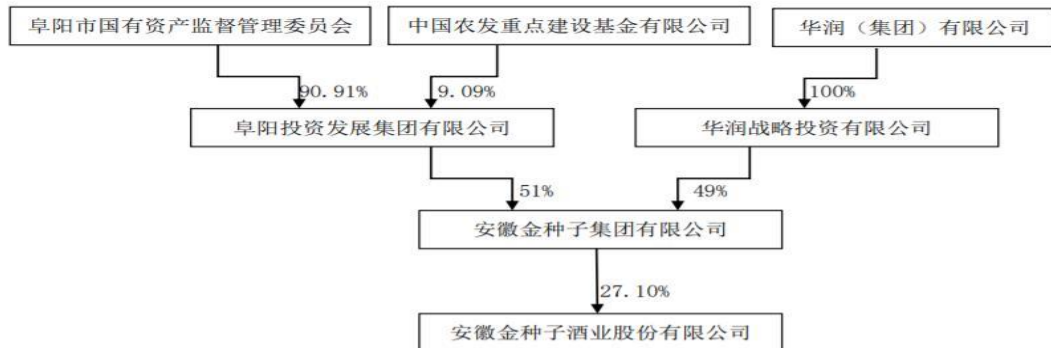 阜阳市国有资产监督管理委员会
中国农发重点建设基金有限公司
华润（集团）有限公司
90.91%
9.09%
100%
阜阳投资发展集团有限公司
华润战略投资有限公司
51%
49%
安徽金种子集团有限公司
27.10%
安徽金种子酒业股份有限公司